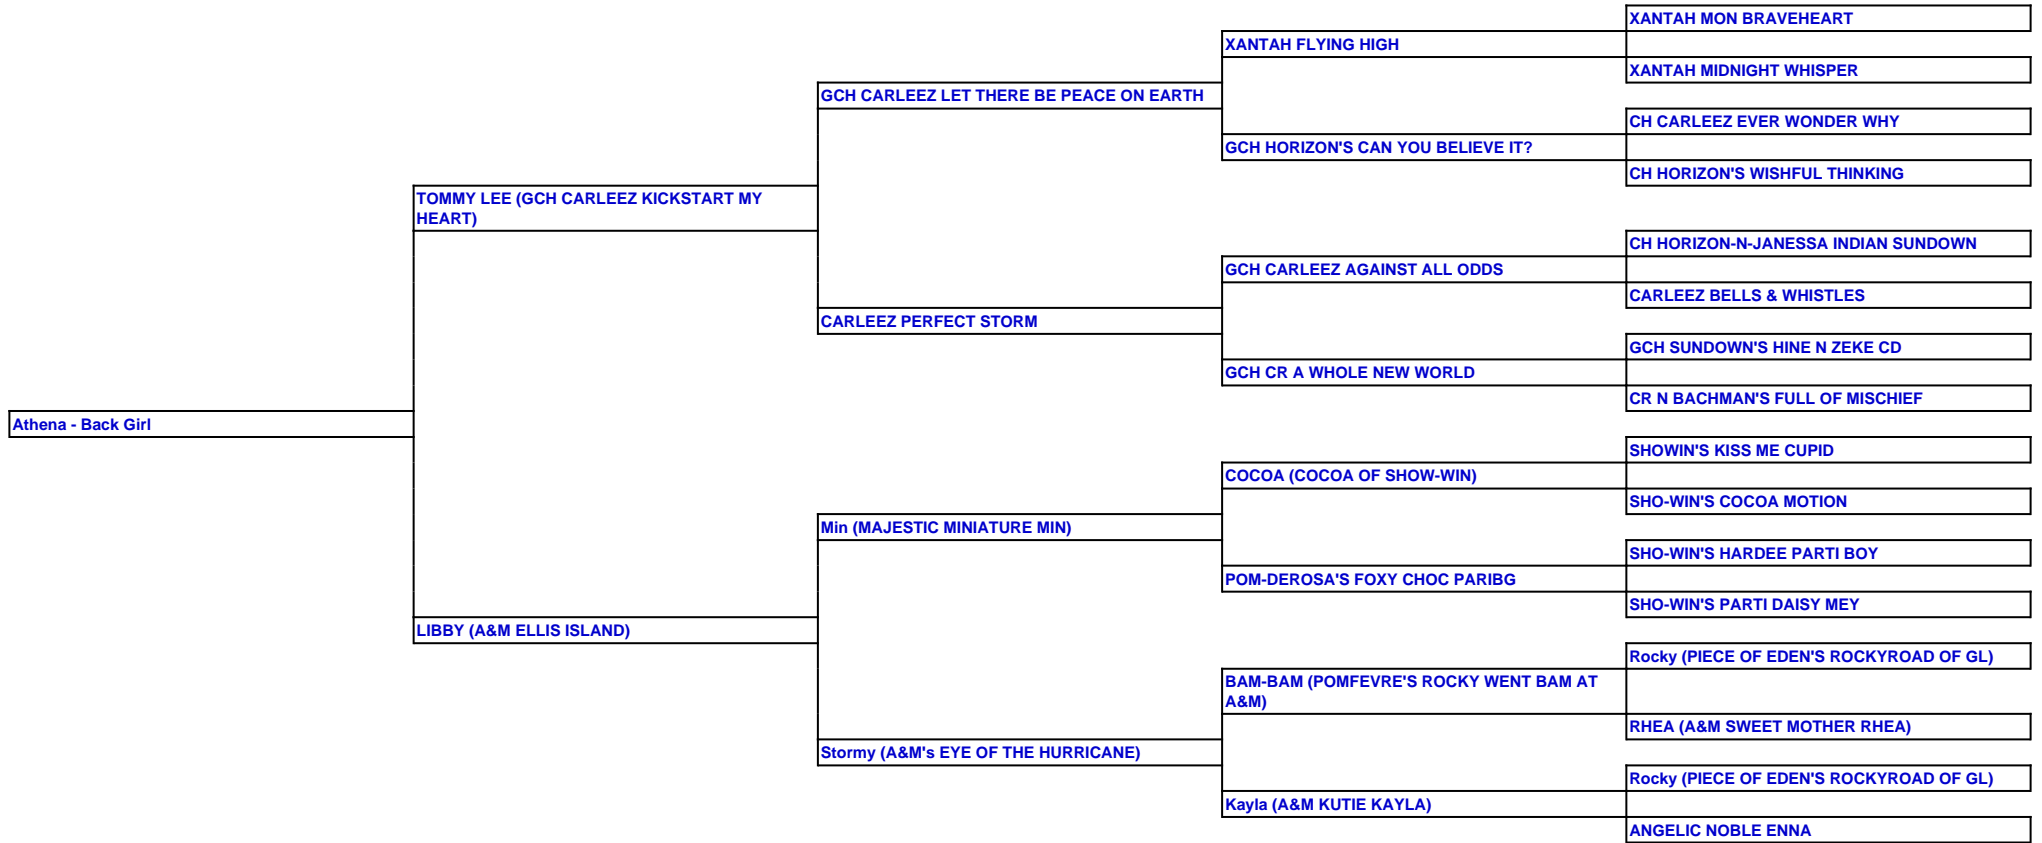 XANTAH MON BRAVEHEART
XANTAH FLYING HIGH
XANTAH MIDNIGHT WHISPER
GCH CARLEEZ LET THERE BE PEACE ON EARTH
CH CARLEEZ EVER WONDER WHY
GCH HORIZON'S CAN YOU BELIEVE IT?
CH HORIZON'S WISHFUL THINKING
TOMMY LEE (GCH CARLEEZ KICKSTART MY
HEART)
CH HORIZON-N-JANESSA INDIAN SUNDOWN
GCH CARLEEZ AGAINST ALL ODDS
CARLEEZ BELLS & WHISTLES
CARLEEZ PERFECT STORM
GCH SUNDOWN'S HINE N ZEKE CD
GCH CR A WHOLE NEW WORLD
CR N BACHMAN'S FULL OF MISCHIEF
Athena - Back Girl
SHOWIN'S KISS ME CUPID
COCOA (COCOA OF SHOW-WIN)
SHO-WIN'S COCOA MOTION
Min (MAJESTIC MINIATURE MIN)
SHO-WIN'S HARDEE PARTI BOY
POM-DEROSA'S FOXY CHOC PARIBG
SHO-WIN'S PARTI DAISY MEY
LIBBY (A&M ELLIS ISLAND)
Rocky (PIECE OF EDEN'S ROCKYROAD OF GL)
BAM-BAM (POMFEVRE'S ROCKY WENT BAM AT
A&M)
RHEA (A&M SWEET MOTHER RHEA)
Stormy (A&M's EYE OF THE HURRICANE)
Rocky (PIECE OF EDEN'S ROCKYROAD OF GL)
Kayla (A&M KUTIE KAYLA)
ANGELIC NOBLE ENNA